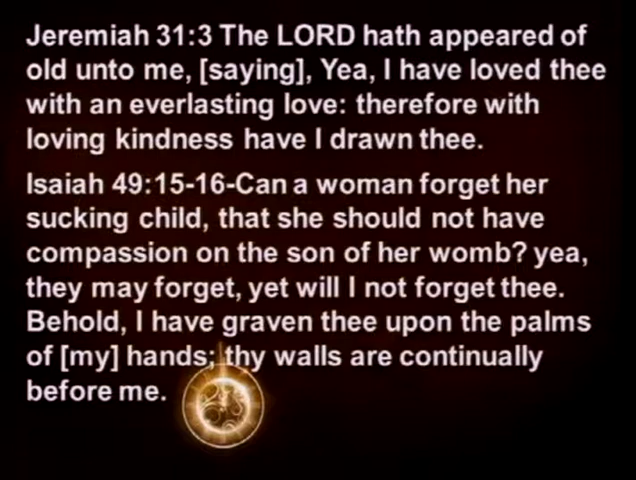 Jeremiah 31:3 The LORD hath appeared of
old unto me, [saying], Yea, I have loved thee
with an everlasting love: therefore with
loving kindness have I drawn thee.
Isaiah 49:15-16-Can a woman forget her
sucking child, that she should not have
compassion on the son of her womb? yea,
they may forget, yet will I not forget thee.
Behold, I have graven thee upon the palms
of [my] hands; thy walls are continually
before me.